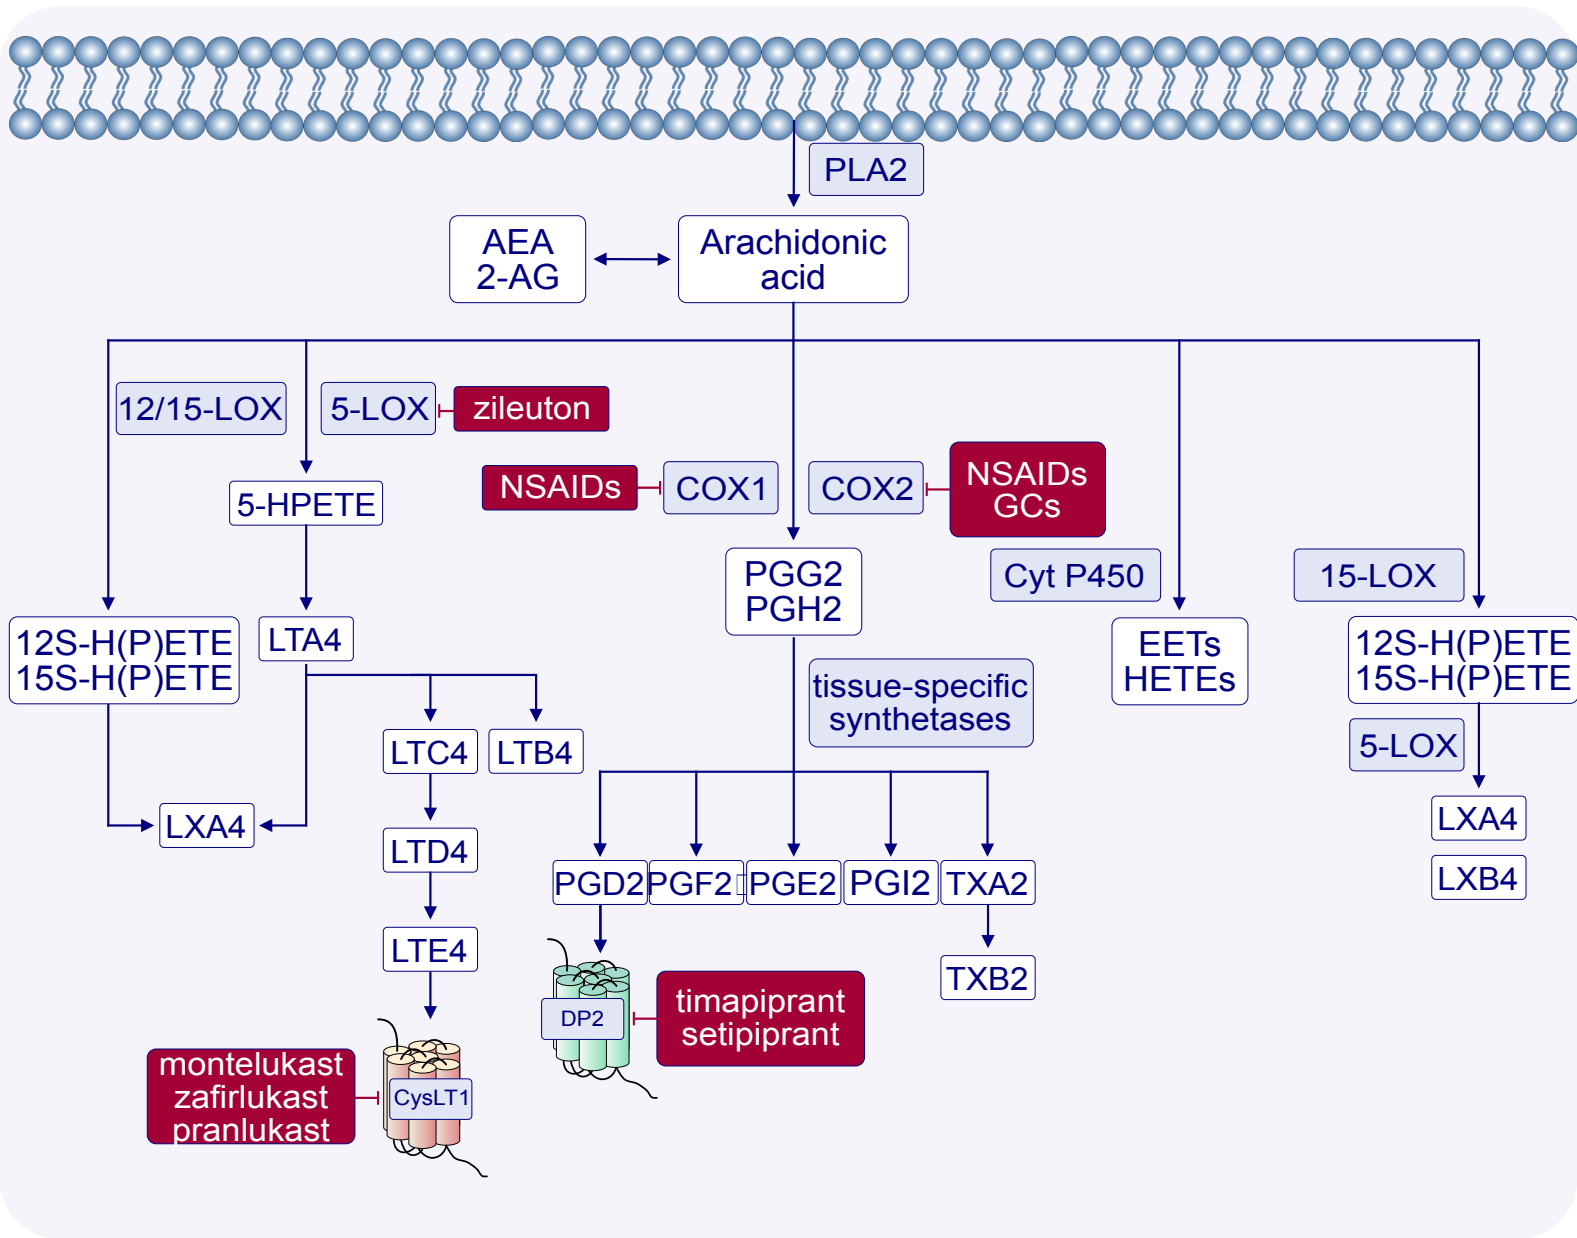 PLA2
AEA
2-AG
Arachidonic
acid
12/15-LOX
5-LOX
zileuton
NSAIDs
COX1
COX2
NSAIDs
GCs
5-HPETE
Cyt P450
15-LOX
PGG2
PGH2
12S-H(P)ETE
15S-H(P)ETE
LTA4
EETs
HETEs
12S-H(P)ETE
15S-H(P)ETE
tissue-specific
synthetases
LTC4
LTB4
5-LOX
LXA4
LTD4
LXA4
LXB4
PGD2
PGF2
PGE2
PGI2
TXA2
LTE4
TXB2
DP2
timapiprant
setipiprant
montelukast
zafirlukast
pranlukast
CysLT1